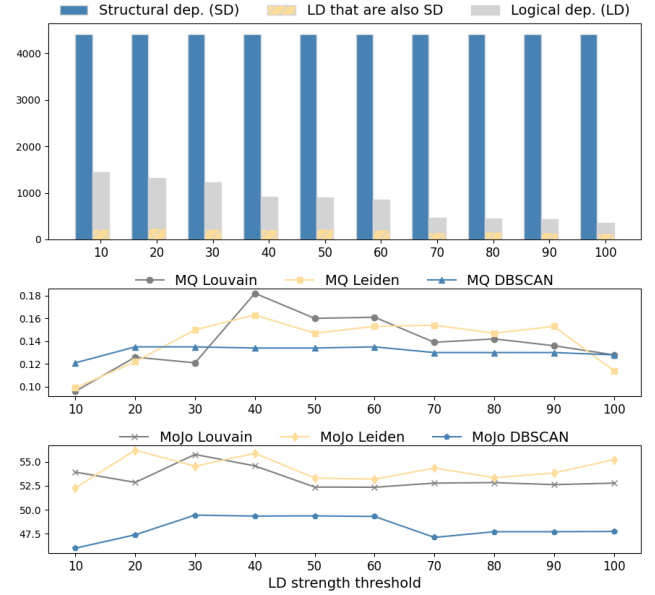 Structural dep. (SD) LD that are also SD Logical dep. (LD)
4000
3000
2000
1000
0
10 20 30 40 50 60 70 80 90 100
MQ Louvain MQ Leiden MQ DBSCAN
0.18
0.16
0.14
0.12
0.10
10 20 30 40 50 60 70 80 90 100
MoJo Louvain MoJo Leiden MoJo DBSCAN
55.0
52.5
50.0
47.5
10 20 30 40 50 60 70 80 90 100
LD strength threshold